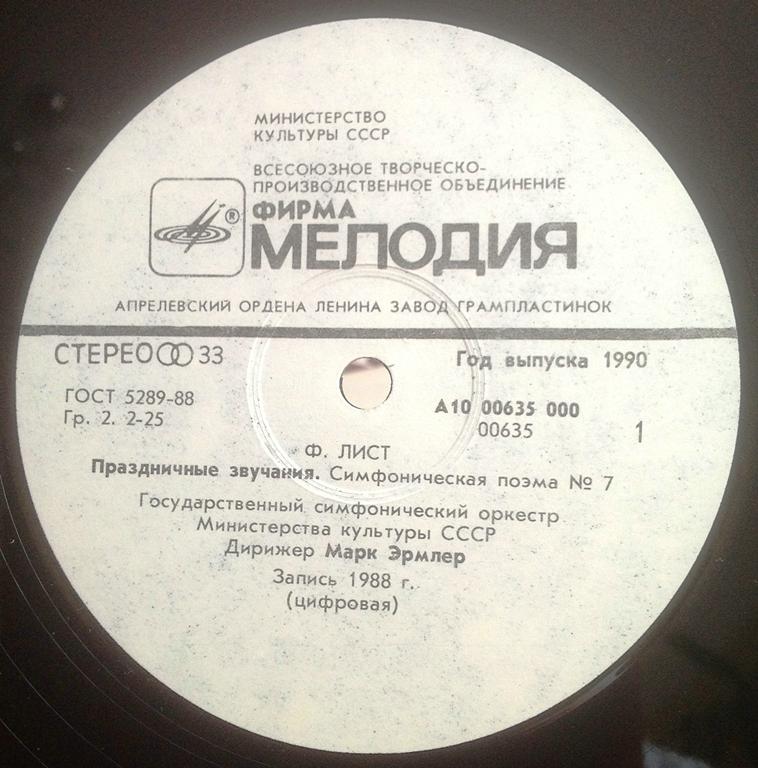 МИНИСТЕРСТВО
КУЛЬТУРЫ СССР
ВСЕСОЮЗНОЕ ТВОРЧЕСКО-
ПРОИЗВОДСТВЕННОЕ ОБЪЕДИНЕНИЕ
ФИРМА
®
МЕЛОДИЯ
АПРЕЛЕВСКИЙ ОРДЕНА ЛЕНИНА ЗАВОД ГРАМПЛАСТИНОК
СТЕРЕО 33
Год выпуска 1990
ГОСТ 5289-88
Гр. 2. 2-25
А10 00635 000
00635
1
Ф. ЛИСТ
Праздничные звучания. Симфоническая поэма № 7
Государственный симфонический оркестр
Министерства культуры СССР
Дирижер Марк Эрмлер
Запись 1988 г.
(цифровая)